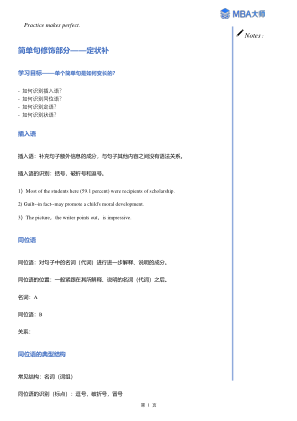 MBA大师
Practice makes perfect.
Notes：
简单句修饰部分——定状补
学习目标——单个简单句是如何变长的？
- 如何识别插入语？
- 如何识别同位语？
- 如何识别定语？
- 如何识别状语？
插入语
插入语：补充句子额外信息的成分，与句子其他内容之间没有语法关系。
插入语的识别：括号，破折号和逗号。
1）Most of the students here (59.1 percent) were recipients of scholarship.
2) Guilt--in fact--may promote a child's moral development.
3）The picture，the writer points out，is impressive
同位语
同位语：对句子中的名词（代词）进行进一步解释，说明的成分。
同位语的位置：一般紧跟在其所解释，说明的名词（代词）之后。
名词：A
同位语：B
关系：
同位语的典型结构
常见结构：名词（词组）
同位语的识别（标点）：逗号，破折号，冒号
第 1 页